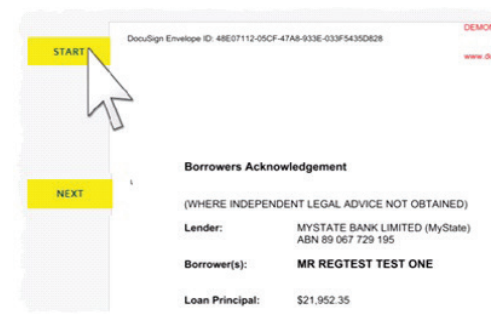 DocuSign Envelope ID: 48E07112-05CF-47A8-933E-033F5435D828
START
NEXT
Borrowers Acknowledgement
(WHERE INDEPENDENT LEGAL ADVICE NOT OBTAINED)
Lender: MYSTATE BANK LIMITED (MyState)
ABN 89 067 729 195
Borrower(s): MR REGTEST TEST ONE
Loan Principal: $21,952.35